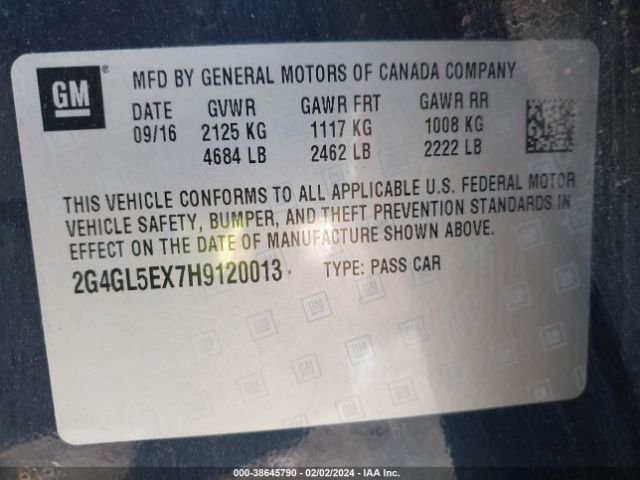 GM ®
MFD BY GENERAL MOTORS OF CANADA COMPANY
DATE GVWR GAWR FRT GAWR RR
09/16 2125 KG 1117 KG 1008 KG
4684 LB 2462 LB 2222 LB
THIS VEHICLE CONFORMS TO ALL APPLICABLE U.S. FEDERAL MOTOR
VEHICLE SAFETY, BUMPER, AND THEFT PREVENTION STANDARDS IN
EFFECT ON THE DATE OF MANUFACTURE SHOWN ABOVE.
2G4GL5EX7H9120013 TYPE: PASS CAR
000-38645790 - 02/02/2024 - IAA Inc.